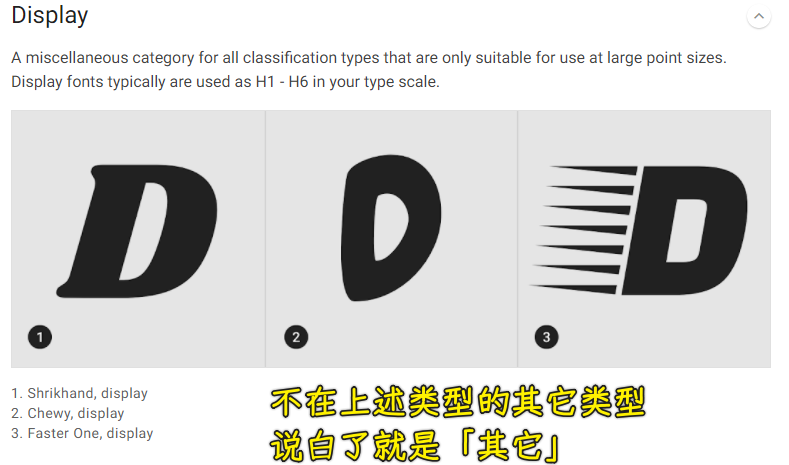 Display
A miscellaneous category for all classification types that are only suitable for use at large point sizes.
Display fonts typically are used as H1 - H6 in your type scale.
D D D
1 2 3
1. Shrikhand, display
2. Chewy, display
3. Faster One, display
不在上述类型的其它类型
说白了就是「其它」